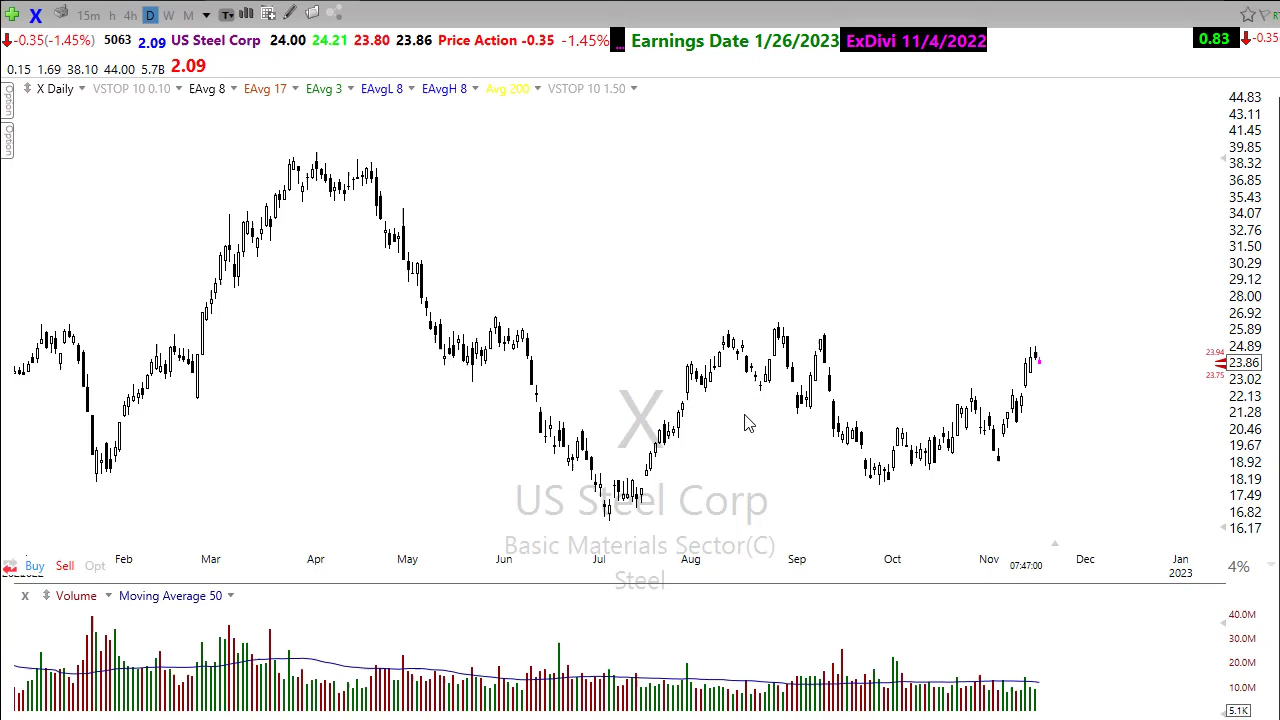 X 15m h 4h D W M T
-0.35(-1.45%) 5063 2.09 US Steel Corp 24.00 24.21 23.80 23.86 Price Action -0.35 -1.45% ... Earnings Date 1/26/2023 ExDivi 11/4/2022 0.83 -0.35
0.15 1.69 38.10 44.00 5.7B 2.09
Option
Option
X Daily VSTOP 10 0.10 EAvg 8 EAvg 17 EAvg 3 EAvgL 8 EAvgH 8 Avg 200 VSTOP 10 1.50
44.83
43.11
41.45
39.85
38.32
36.85
35.43
34.07
32.76
31.50
30.29
29.12
28.00
26.92
25.89
24.89
23.94
23.86
23.75
23.02
22.13
21.28
20.46
19.67
18.92
18.19
17.49
16.82
16.17
X
US Steel Corp
Basic Materials Sector(C)
Steel
Feb Mar Apr May Jun Jul Aug Sep Oct Nov Dec Jan
07:47:00
2023
Buy Sell Opt
4%
X Volume Moving Average 50
40.0M
30.0M
20.0M
10.0M
5.1K